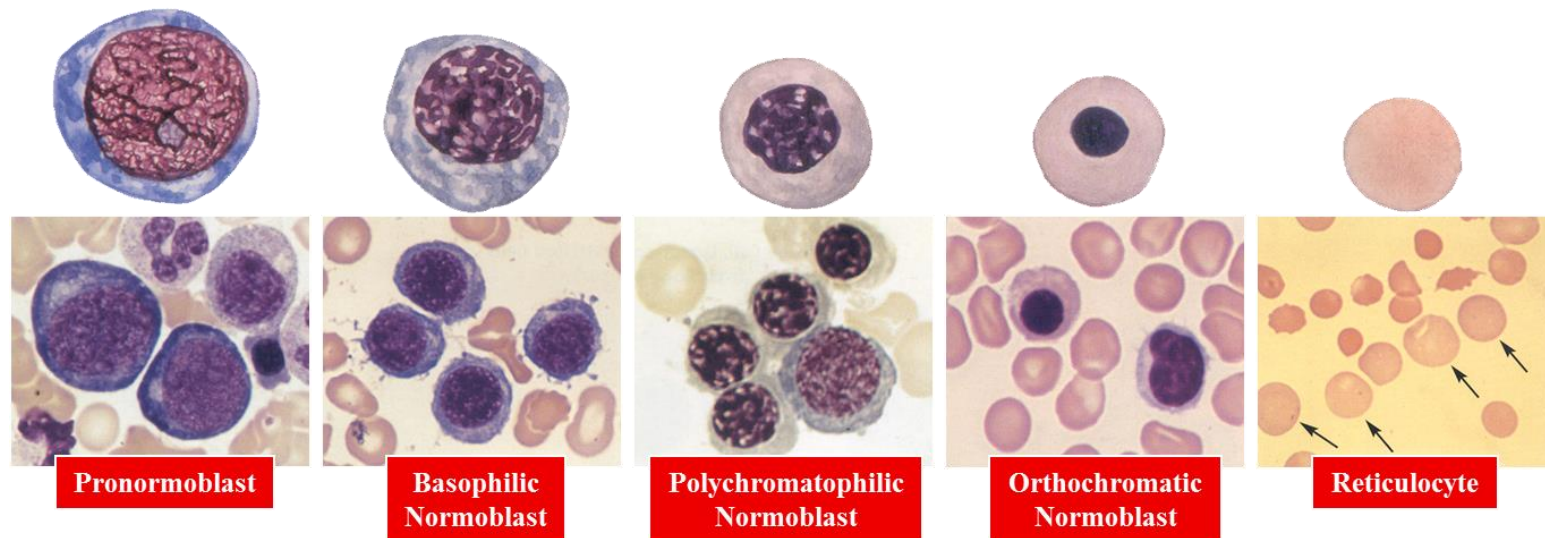 Pronormoblast
Basophilic
Normoblast
Polychromatophilic
Normoblast
Orthochromatic
Normoblast
Reticulocyte